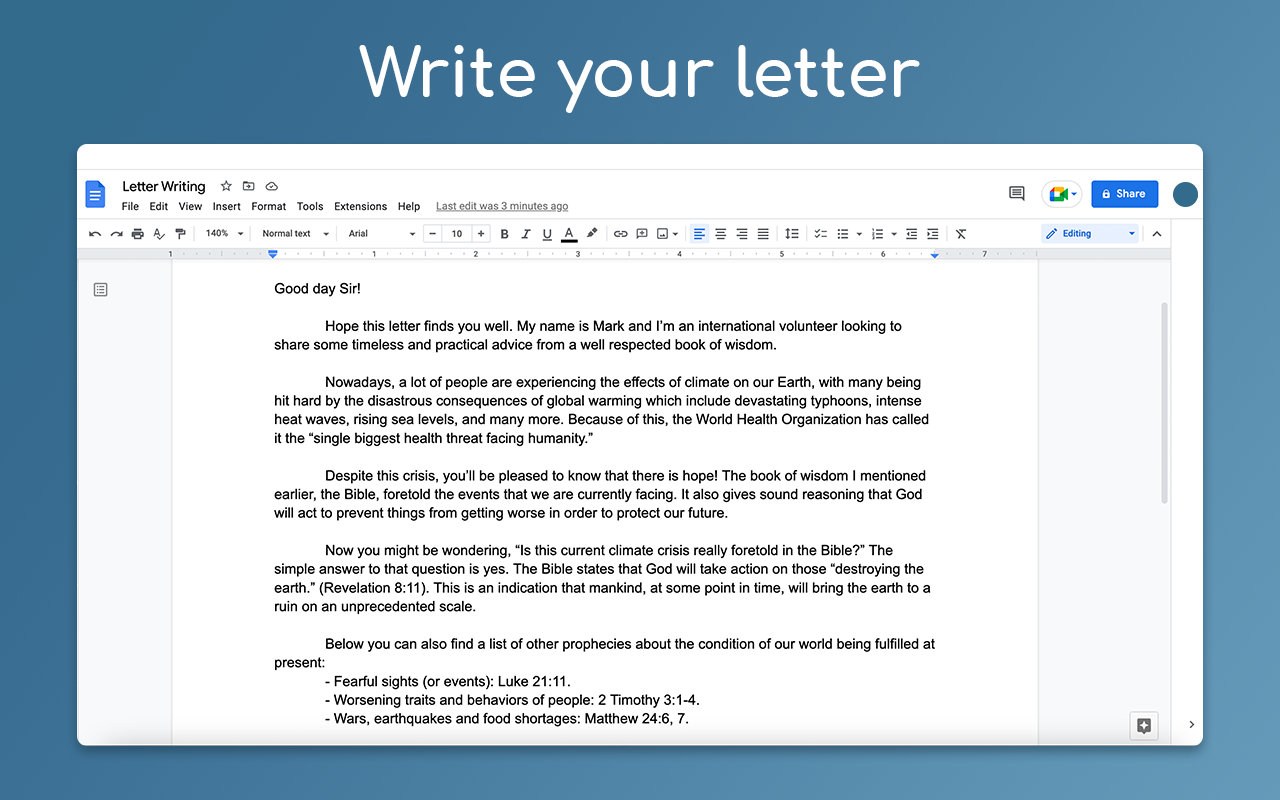 Write your letter
Letter Writing
File Edit View Insert Format Tools Extensions Help Last edit was 3 minutes ago
Share
140% Normal text Arial 10 B I U A Editing
1 1 2 3 4 5 6 7
Good day Sir!
Hope this letter finds you well. My name is Mark and I'm an international volunteer looking to
share some timeless and practical advice from a well respected book of wisdom.
Nowadays, a lot of people are experiencing the effects of climate on our Earth, with many being
hit hard by the disastrous consequences of global warming which include devastating typhoons, intense
heat waves, rising sea levels, and many more. Because of this, the World Health Organization has called
it the “single biggest health threat facing humanity.”
Despite this crisis, you'll be pleased to know that there is hope! The book of wisdom I mentioned
earlier, the Bible, foretold the events that we are currently facing. It also gives sound reasoning that God
will act to prevent things from getting worse in order to protect our future.
Now you might be wondering, “Is this current climate crisis really foretold in the Bible?” The
simple answer to that question is yes. The Bible states that God will take action on those “destroying the
earth.” (Revelation 8:11). This is an indication that mankind, at some point in time, will bring the earth to a
ruin on an unprecedented scale.
Below you can also find a list of other prophecies about the condition of our world being fulfilled at
present:
- Fearful sights (or events): Luke 21:11.
- Worsening traits and behaviors of people: 2 Timothy 3:1-4.
- Wars, earthquakes and food shortages: Matthew 24:6, 7.